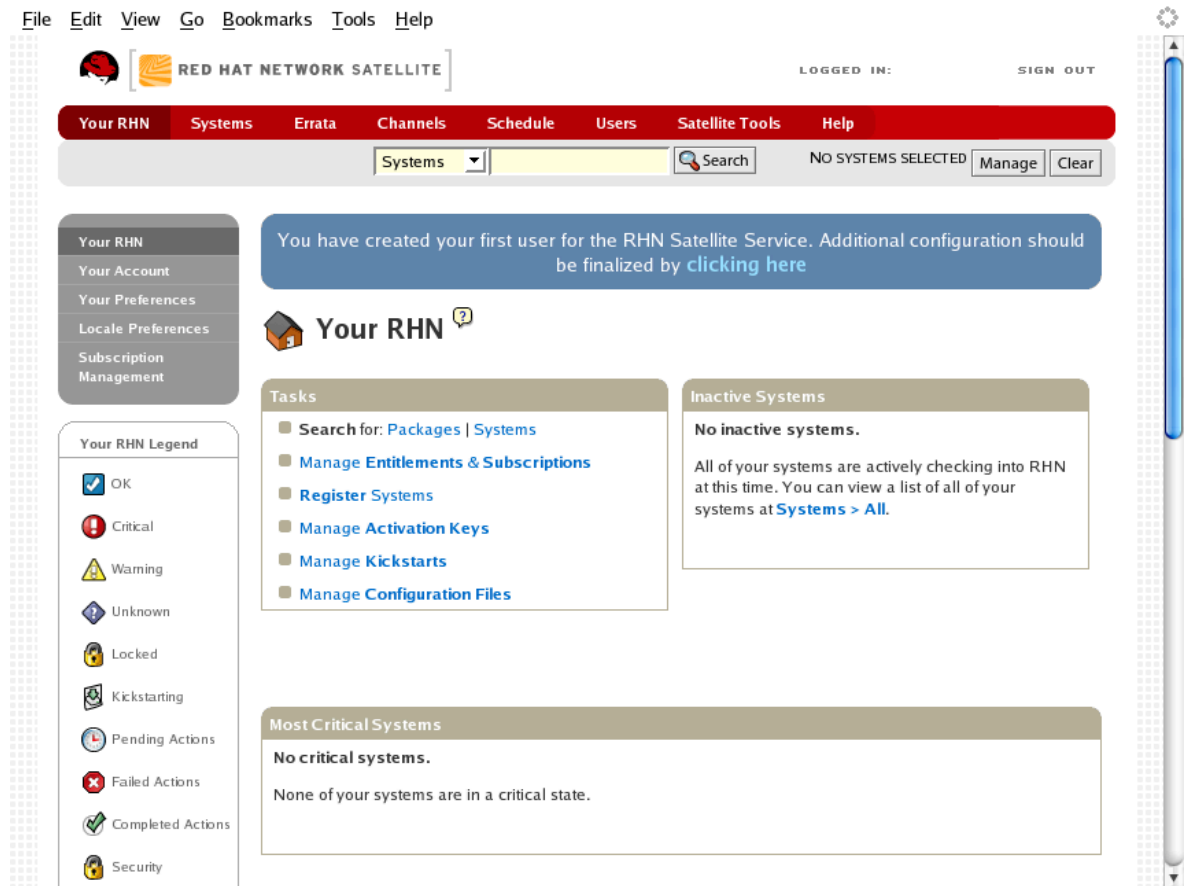 File Edit View Go Bookmarks Tools Help
RED HAT NETWORK SATELLITE
LOGGED IN: SIGN OUT
Your RHN Systems Errata Channels Schedule Users Satellite Tools Help
Systems Search NO SYSTEMS SELECTED Manage Clear
Your RHN
Your Account
Your Preferences
Locale Preferences
Subscription
Management
Your RHN Legend
OK
Critical
Warning
Unknown
Locked
Kickstarting
Pending Actions
Failed Actions
Completed Actions
Security
You have created your first user for the RHN Satellite Service. Additional configuration should
be finalized by clicking here
Your RHN ?
Tasks
Search for: Packages | Systems
Manage Entitlements & Subscriptions
Register Systems
Manage Activation Keys
Manage Kickstarts
Manage Configuration Files
Inactive Systems
No inactive systems.
All of your systems are actively checking into RHN
at this time. You can view a list of all of your
systems at Systems > All.
Most Critical Systems
No critical systems.
None of your systems are in a critical state.